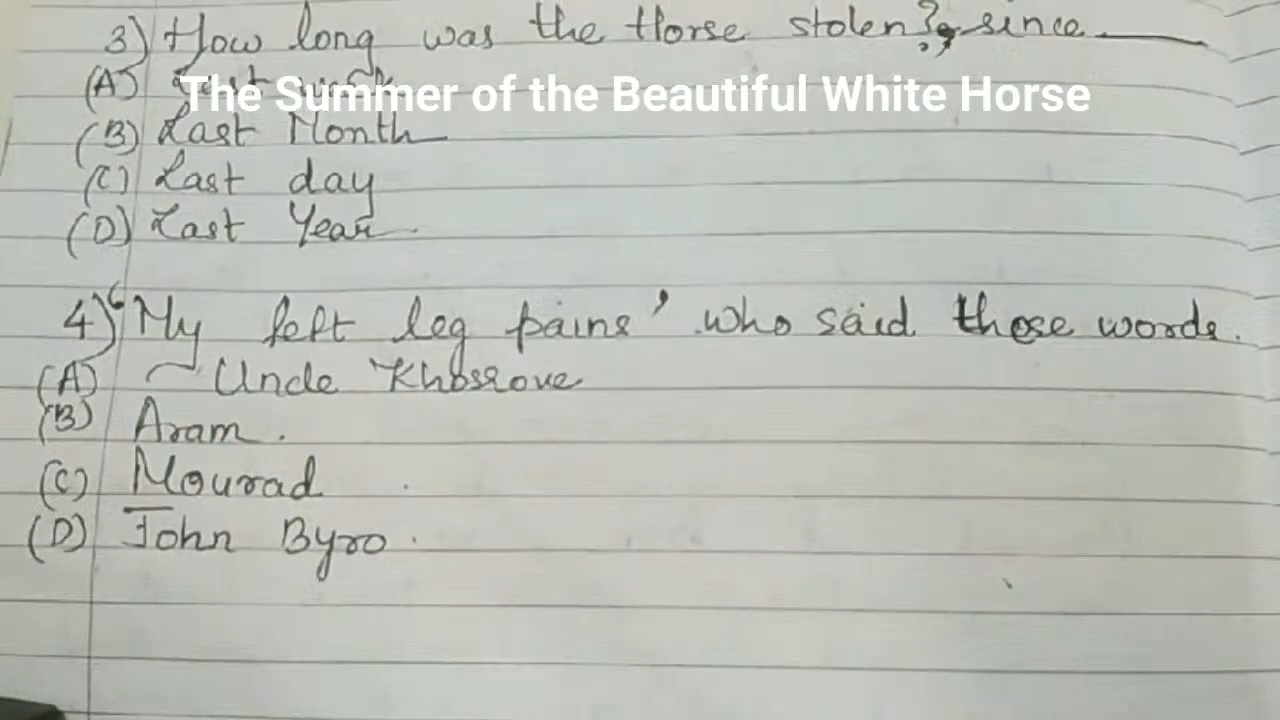 3) How long was the Horse stolen? since
The Summer of the Beautiful White Horse
(A)
(B) Last Month
(C) Last day
(D) Last Year
4) 'My left leg pains' who said these words.
(A) Uncle Khosrove
(B) Aram.
(C) Mourad
(D) John Byro.